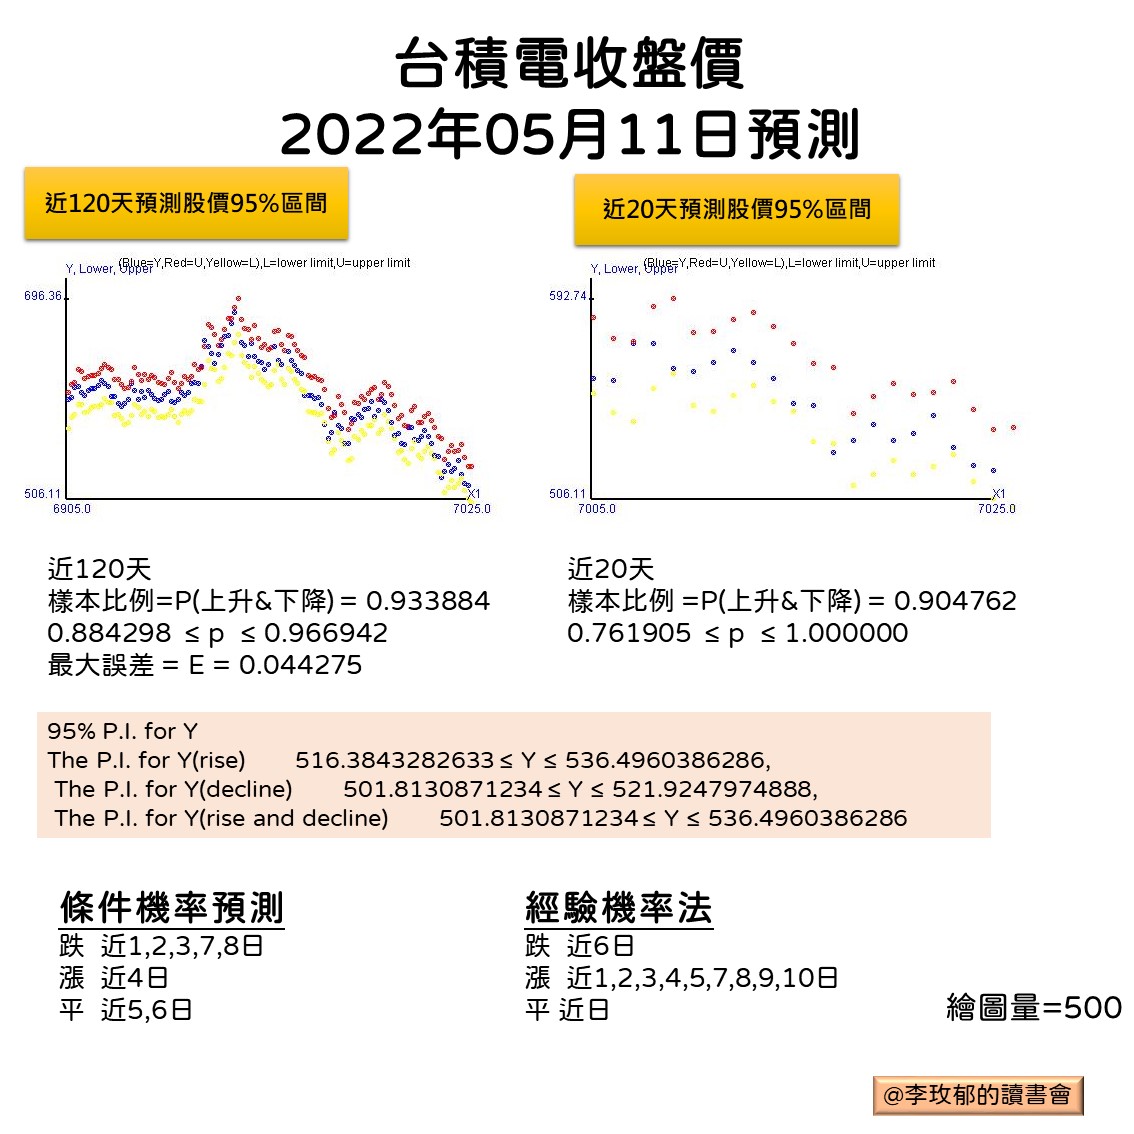 台積電收盤價
2022年05月11日預測
近120天預測股價95%區間
近20天預測股價95%區間
(Blue=Y,Red=U,Yellow=L),L=lower limit,U=upper limit
Y, Lower, Upper
696.36
506.11
X1
6905.0
7025.0
(Blue=Y,Red=U,Yellow=L),L=lower limit,U=upper limit
Y, Lower, Upper
592.74
506.11
X1
7005.0
7025.0
近120天
樣本比例=P(上升&下降) = 0.933884
0.884298 ≤ p ≤ 0.966942
最大誤差 = E = 0.044275
近20天
樣本比例 =P(上升&下降) = 0.904762
0.761905 ≤ p ≤ 1.000000
95% P.I. for Y
The P.I. for Y(rise) 516.3843282633 ≤ Y ≤ 536.4960386286,
The P.I. for Y(decline) 501.8130871234 ≤ Y ≤ 521.9247974888,
The P.I. for Y(rise and decline) 501.8130871234 ≤ Y ≤ 536.4960386286
條件機率預測
跌 近1,2,3,7,8日
漲 近4日
平 近5,6日
經驗機率法
跌 近6日
漲 近1,2,3,4,5,7,8,9,10日
平 近日
繪圖量=500
@李玫郁的讀書會